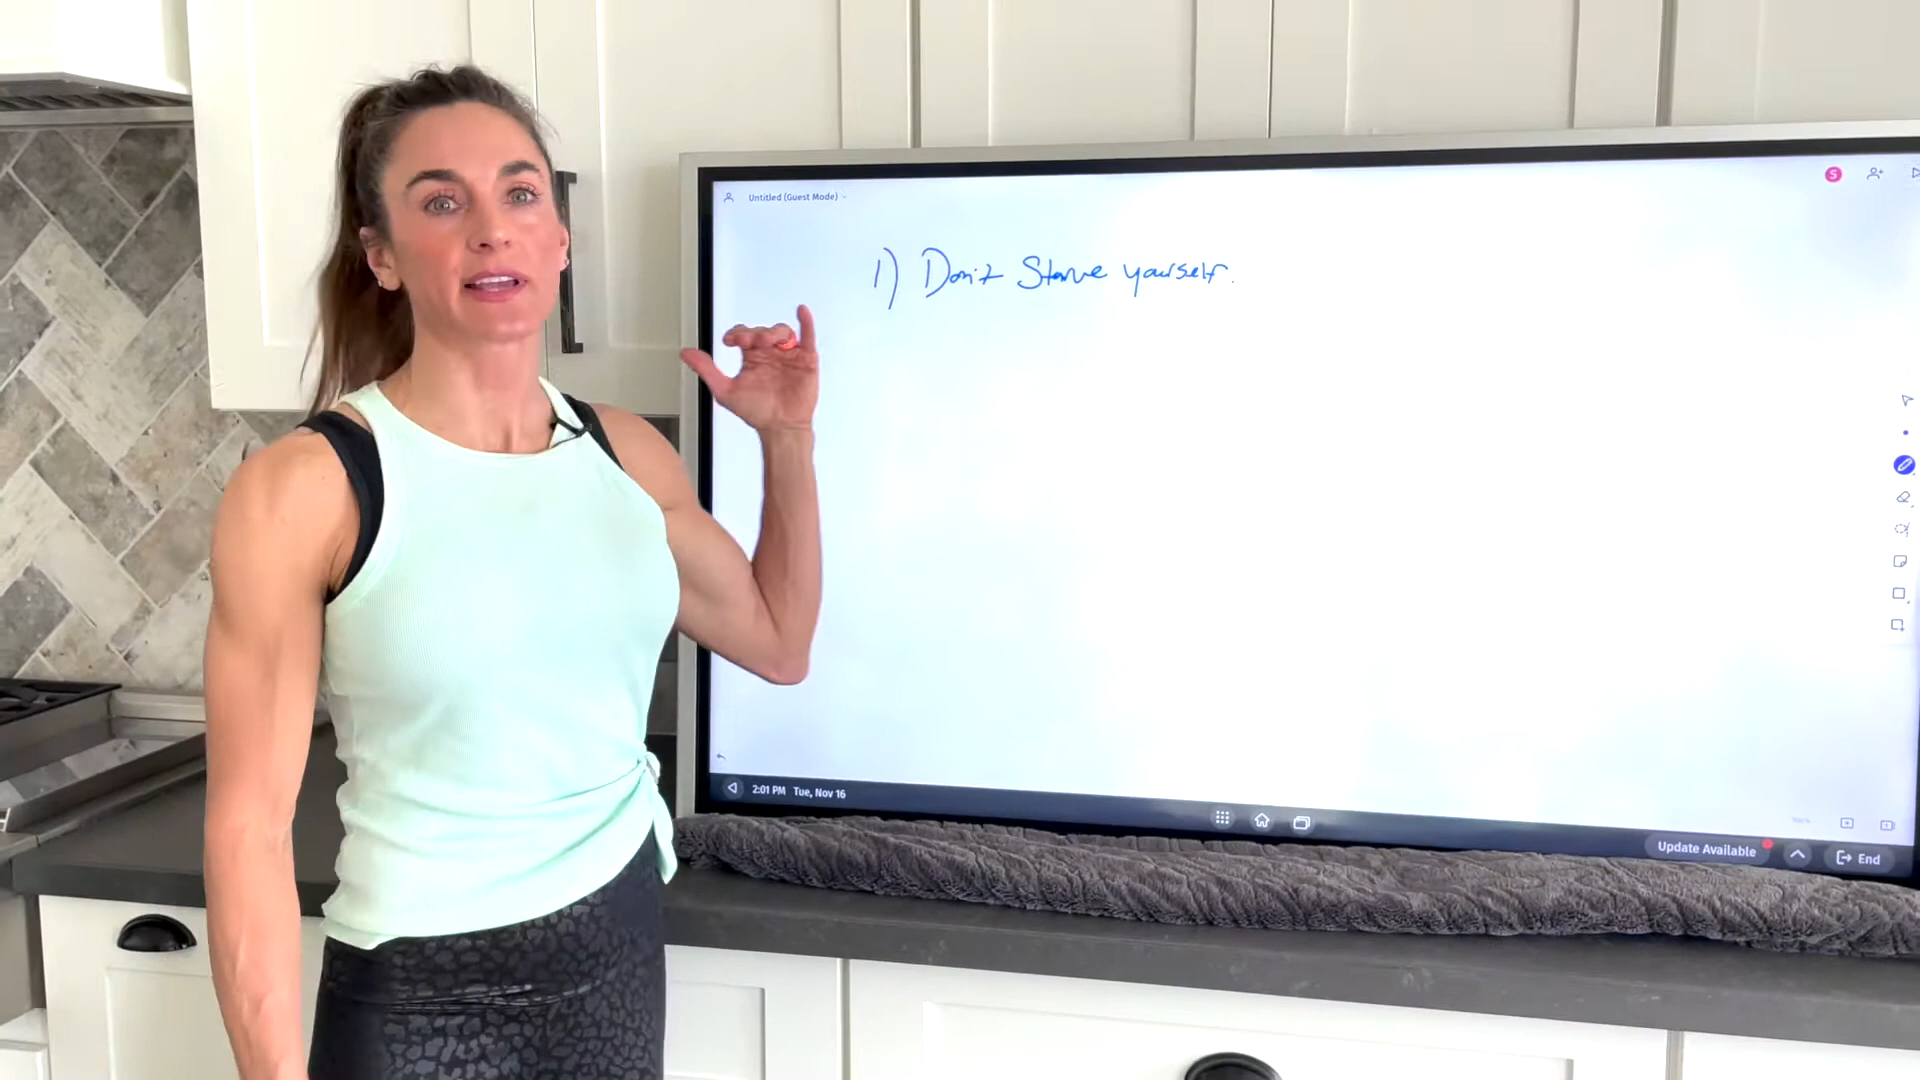 Untitled (Guest Mode)
S
1) Don't Starve yourself.
2:01 PM Tue, Nov 16
Update Available
End